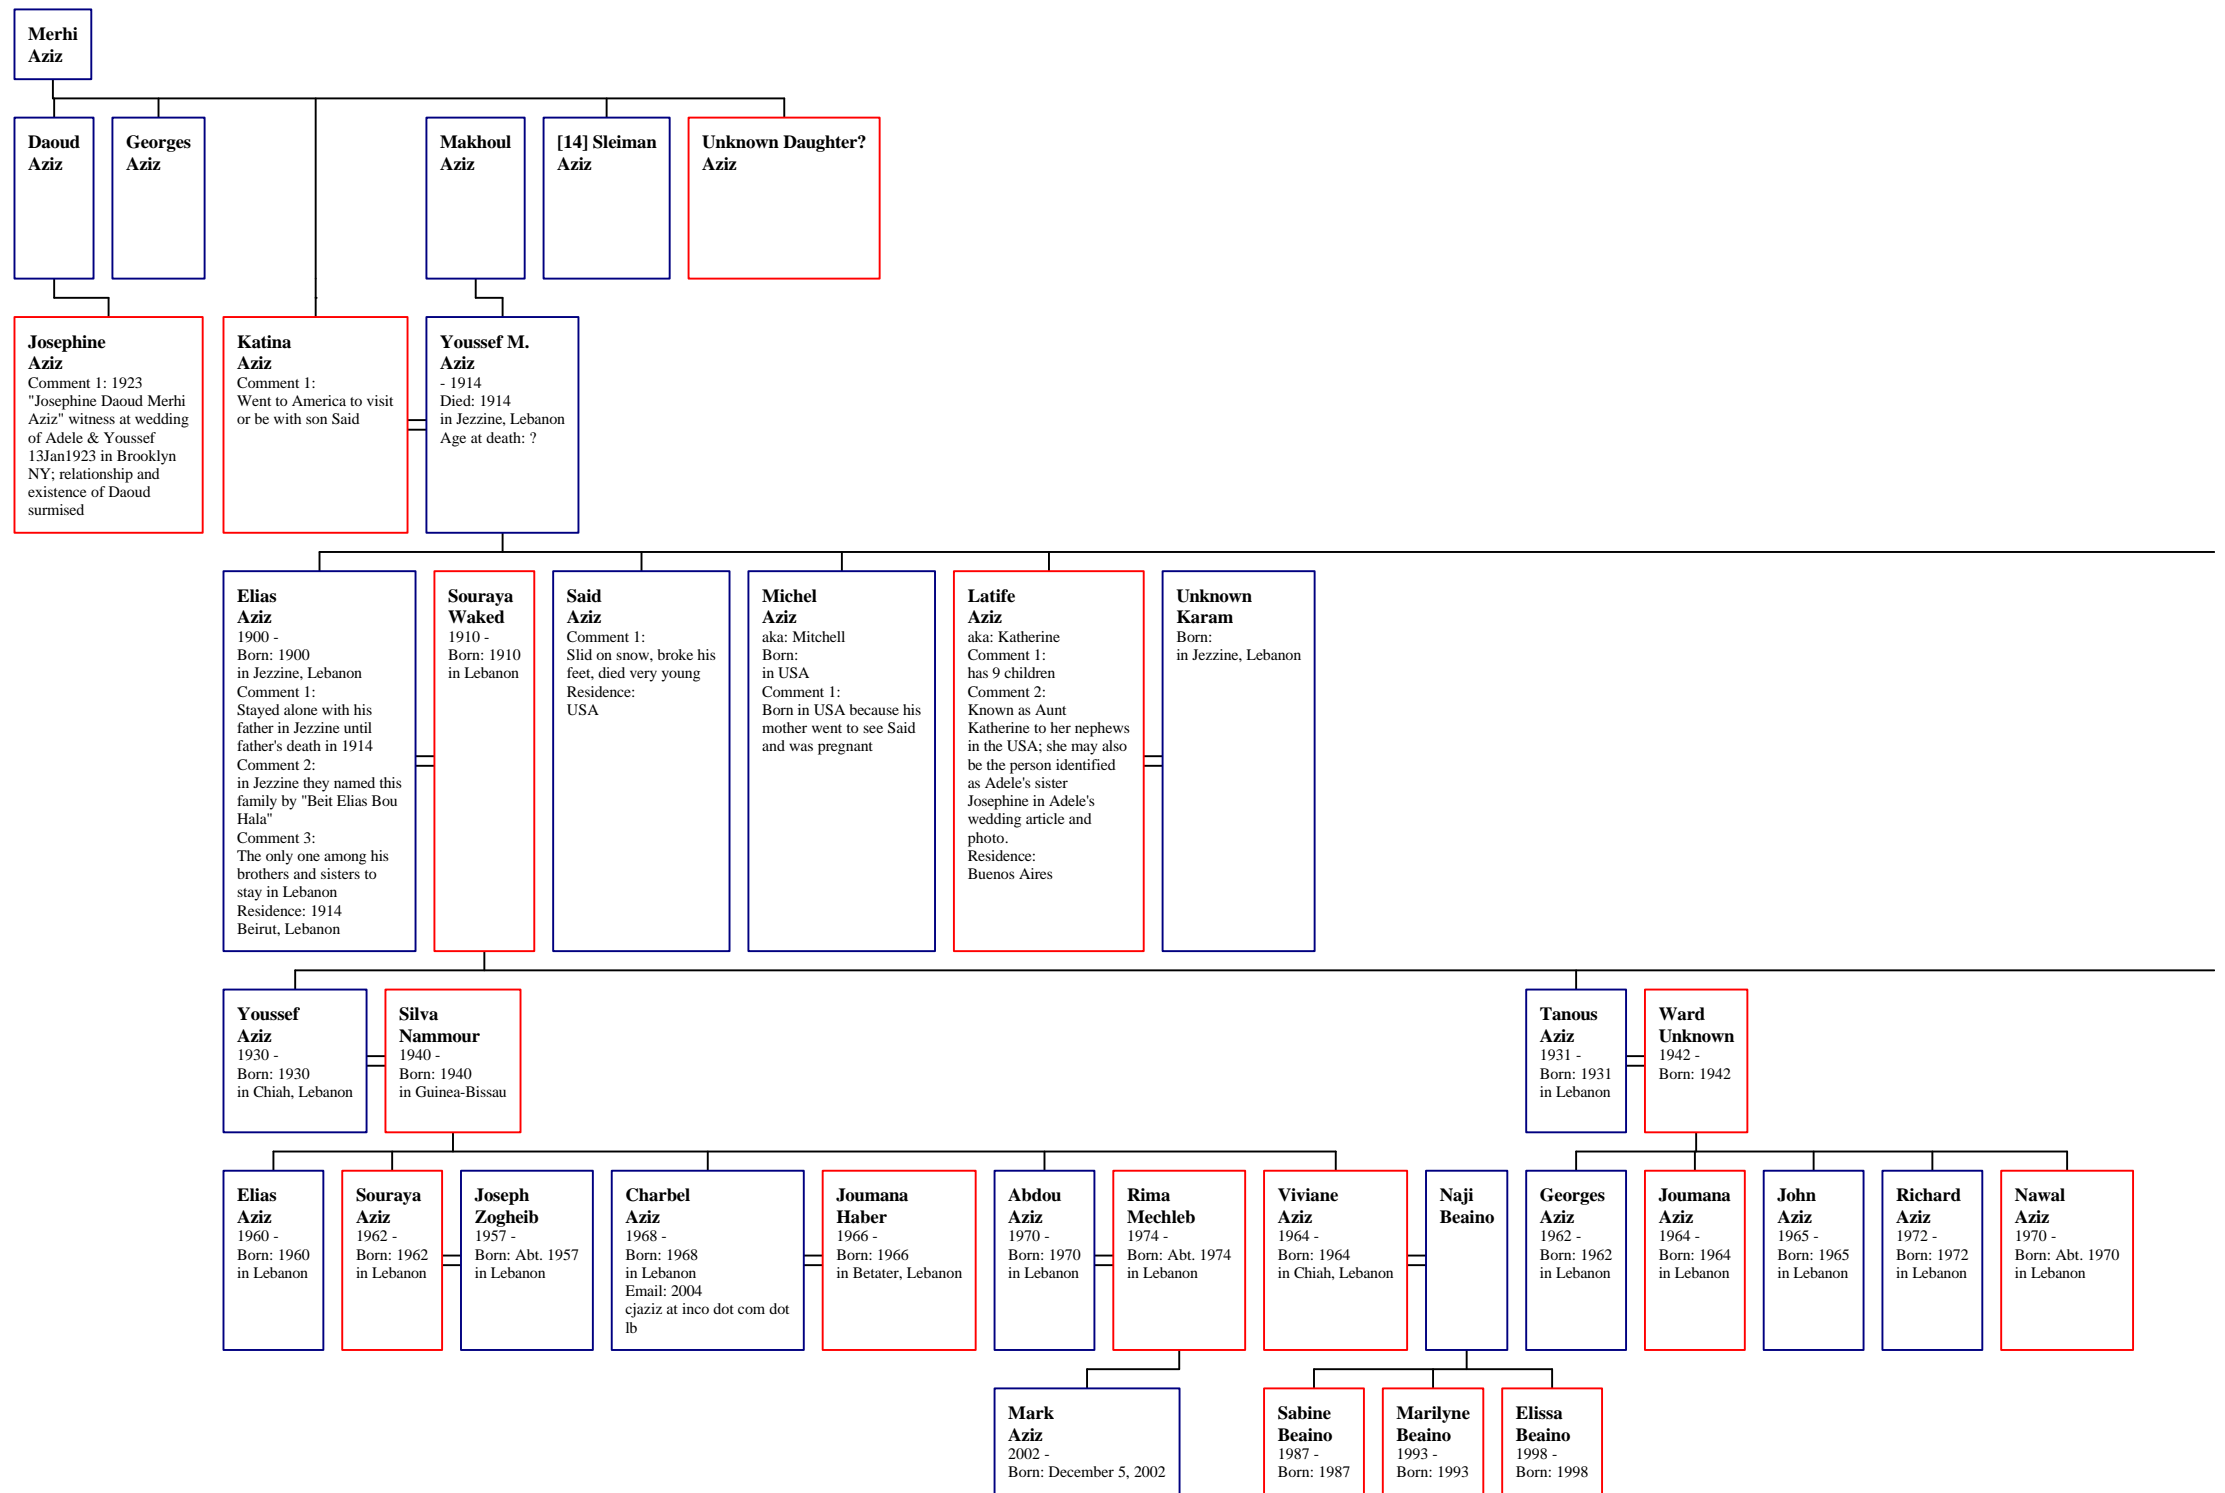 Merhi
Aziz
Daoud
Aziz
Georges
Aziz
Makhoul
Aziz
[14] Sleiman
Aziz
Unknown Daughter?
Aziz
Josephine
Aziz
Comment 1: 1923
"Josephine Daoud Merhi
Aziz" witness at wedding
of Adele & Youssef
13Jan1923 in Brooklyn
NY; relationship and
existence of Daoud
surmised
Katina
Aziz
Comment 1:
Went to America to visit
or be with son Said
Youssef M.
Aziz
- 1914
Died: 1914
in Jezzine, Lebanon
Age at death: ?
Elias
Aziz
1900 -
Born: 1900
in Jezzine, Lebanon
Comment 1:
Stayed alone with his
father in Jezzine until
father's death in 1914
Comment 2:
in Jezzine they named this
family by "Beit Elias Bou
Hala"
Comment 3:
The only one among his
brothers and sisters to
stay in Lebanon
Residence: 1914
Beirut, Lebanon
Souraya
Waked
1910 -
Born: 1910
in Lebanon
Said
Aziz
Comment 1:
Slid on snow, broke his
feet, died very young
Residence:
USA
Michel
Aziz
aka: Mitchell
Born:
in USA
Comment 1:
Born in USA because his
mother went to see Said
and was pregnant
Latife
Aziz
aka: Katherine
Comment 1:
has 9 children
Comment 2:
Known as Aunt
Katherine to her nephews
in the USA; she may also
be the person identified
as Adele's sister
Josephine in Adele's
wedding article and
photo.
Residence:
Buenos Aires
Unknown
Karam
Born:
in Jezzine, Lebanon
Youssef
Aziz
1930 -
Born: 1930
in Chiah, Lebanon
Silva
Nammour
1940 -
Born: 1940
in Guinea-Bissau
Tanous
Aziz
1931 -
Born: 1931
in Lebanon
Ward
Unknown
1942 -
Born: 1942
Elias
Aziz
1960 -
Born: 1960
in Lebanon
Souraya
Aziz
1962 -
Born: 1962
in Lebanon
Joseph
Zogheib
1957 -
Born: Abt. 1957
in Lebanon
Charbel
Aziz
1968 -
Born: 1968
in Lebanon
Email: 2004
cjaziz at inco dot com dot
lb
Joumana
Haber
1966 -
Born: 1966
in Betater, Lebanon
Abdou
Aziz
1970 -
Born: 1970
in Lebanon
Rima
Mechleb
1974 -
Born: Abt. 1974
in Lebanon
Viviane
Aziz
1964 -
Born: 1964
in Chiah, Lebanon
Naji
Beaino
Georges
Aziz
1962 -
Born: 1962
in Lebanon
Joumana
Aziz
1964 -
Born: 1964
in Lebanon
John
Aziz
1965 -
Born: 1965
in Lebanon
Richard
Aziz
1972 -
Born: 1972
in Lebanon
Nawal
Aziz
1970 -
Born: Abt. 1970
in Lebanon
Mark
Aziz
2002 -
Born: December 5, 2002
Sabine
Beaino
1987 -
Born: 1987
Marilyne
Beaino
1993 -
Born: 1993
Elissa
Beaino
1998 -
Born: 1998